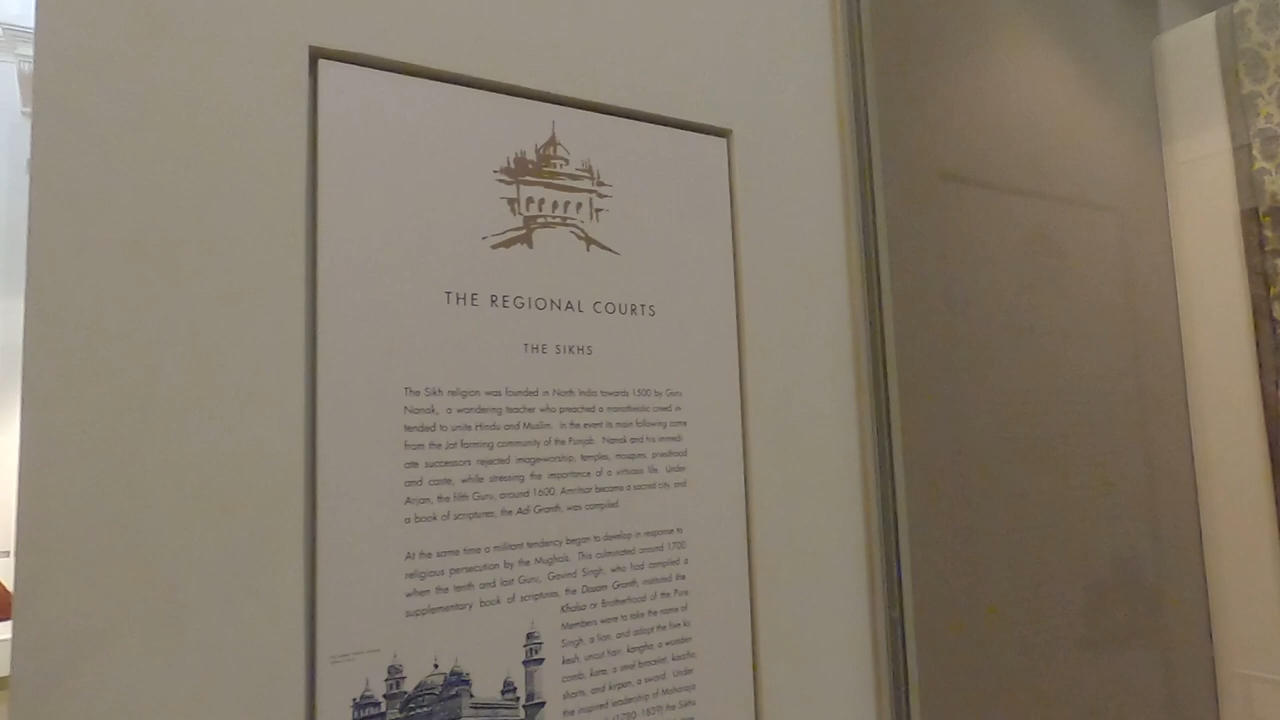 THE REGIONAL COURTS
THE SIKHS
The Sikh religion was founded in North India towards 1500 by Guru
Nanak, a wandering teacher who preached a monotheistic creed in-
tended to unite Hindu and Muslim. In the event its main following came
from the Jat farming community of the Punjab. Nanak and his immedi-
ate successors rejected image-worship, temples, mosques, priesthood
and caste, while stressing the importance of a virtuous life. Under
Arjan, the fifth Guru, around 1600, Amritsar became a sacred city, and
a book of scriptures, the Adi Granth, was compiled.
At the same time a militant tendency began to develop in response to
religious persecution by the Mughals. This culminated around 1700
when the tenth and last Guru, Govind Singh, who had compiled a
supplementary book of scriptures, the Dasam Granth, instituted the
Khalsa or Brotherhood of the Pure.
Members were to take the name of
Singh, a lion, and adopt the five ks:
kesh, uncut hair, kangha, a wooden
comb, kara, a steel bracelet, kaccha,
shorts, and kirpan, a sword. Under
the inspired leadership of Maharaja
(1780-1839) the Sikhs